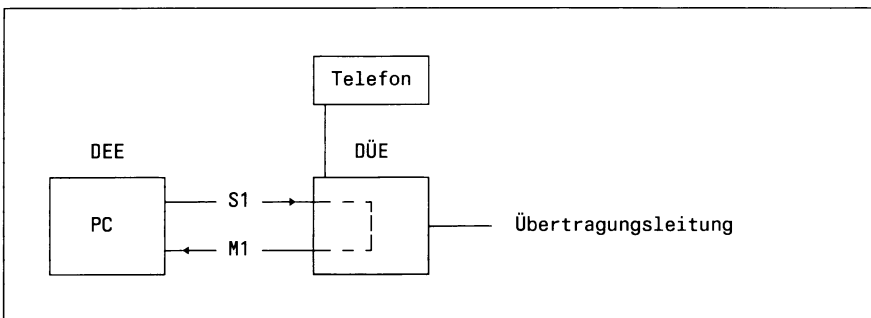 Telefon
DEE
DÜE
S1
PC
Übertragungsleitung
M1